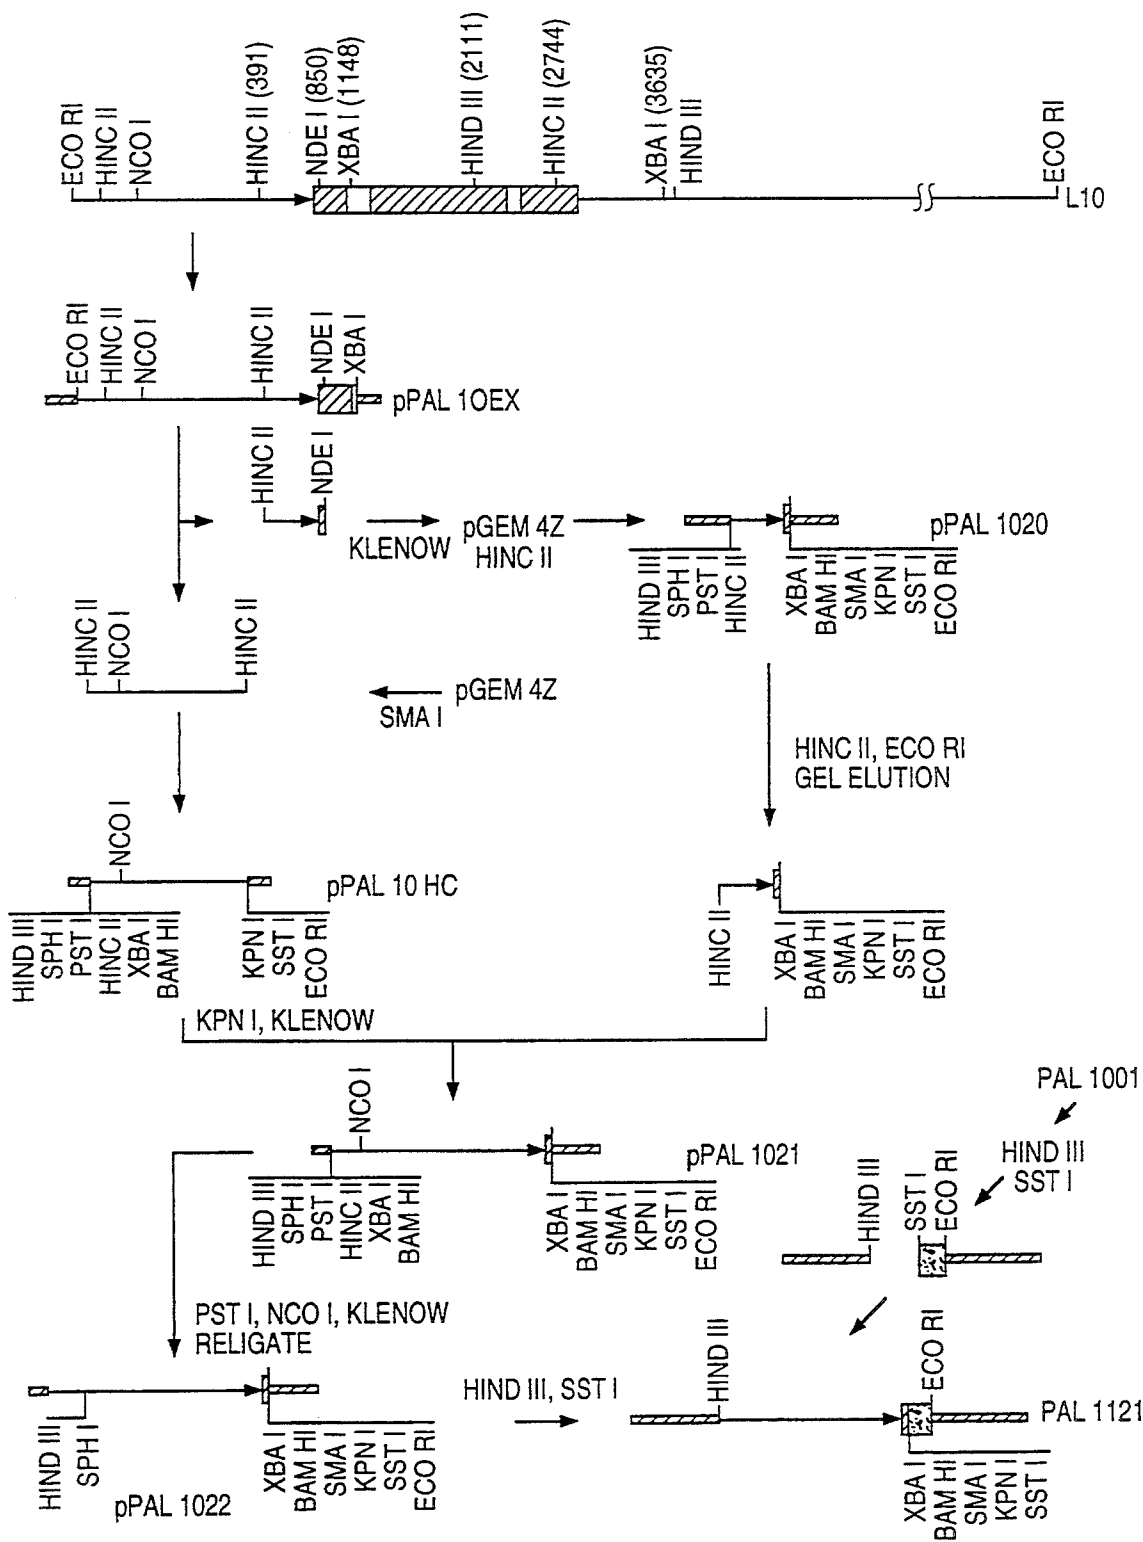 ECO RI
HINC II
NCO I
HINC II (391)
NDE I (850)
XBA I (1148)
HIND III (2111)
HINC II (2744)
XBA I (3635)
HIND III
ECO RI
L10
ECO RI
HINC II
NCO I
HINC II
NDE I
XBA I
pPAL 1OEX
HINC II
NDE I
KLENOW
pGEM 4Z
HINC II
pPAL 1020
HIND III
SPH I
PST I
HINC II
XBA I
BAM HI
SMA I
KPN I
SST I
ECO RI
HINC II
NCO I
HINC II
pGEM 4Z
SMA I
HINC II, ECO RI
GEL ELUTION
NCO I
pPAL 10 HC
HIND III
SPH I
PST I
HINC II
XBA I
BAM HI
KPN I
SST I
ECO RI
HINC II
XBA I
BAM HI
SMA I
KPN I
SST I
ECO RI
KPN I, KLENOW
NCO I
pPAL 1021
HIND III
SPH I
PST I
HINC II
XBA I
BAM HI
XBA I
BAM HI
SMA I
KPN I
SST I
ECO RI
PAL 1001
HIND III
SST I
HIND III
SST I
ECO RI
PST I, NCO I, KLENOW
RELIGATE
HIND III
SPH I
XBA I
BAM HI
SMA I
KPN I
SST I
ECO RI
pPAL 1022
HIND III, SST I
HIND III
ECO RI
PAL 1121
XBA I
BAM HI
SMA I
KPN I
SST I